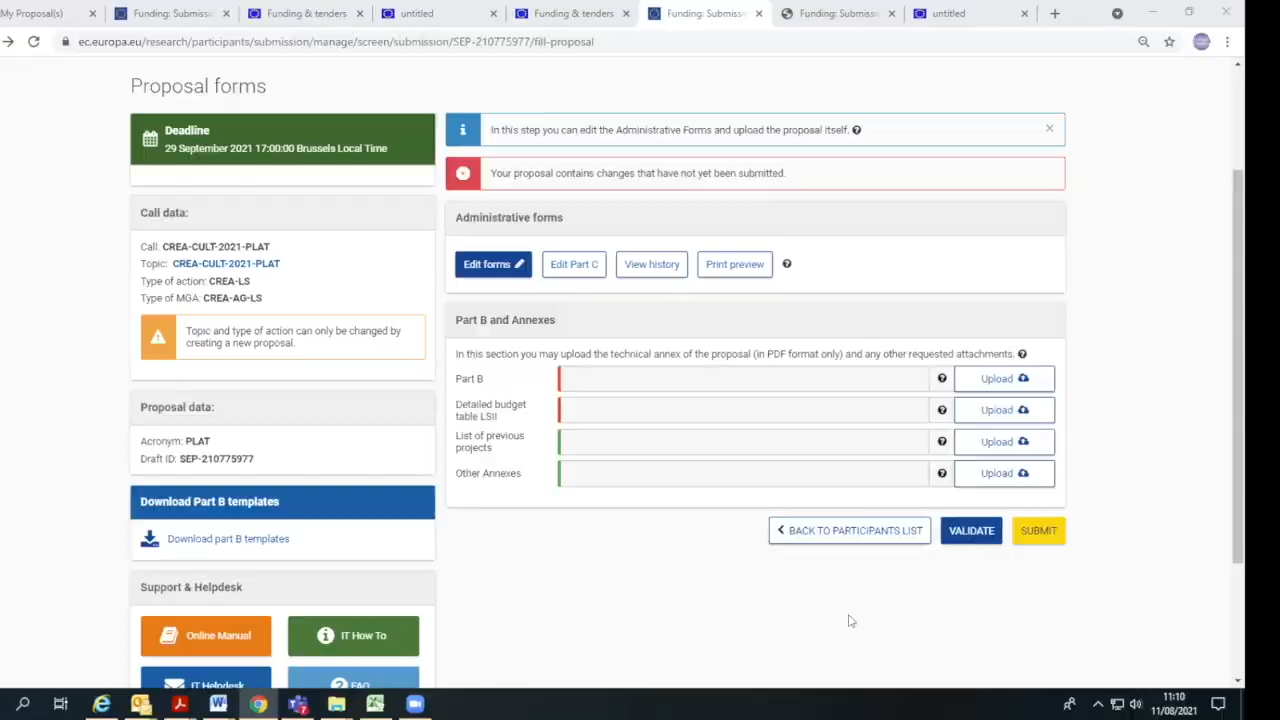 My Proposal(s)
Funding: Submissi
Funding & tenders
untitled
Funding & tenders
Funding: Submissi
Funding: Submissi
untitled
ec.europa.eu/research/participants/submission/manage/screen/submission/SEP-210775977/fill-proposal
Proposal forms
Deadline
29 September 2021 17:00:00 Brussels Local Time
In this step you can edit the Administrative Forms and upload the proposal itself.
Your proposal contains changes that have not yet been submitted.
Call data:
Call: CREA-CULT-2021-PLAT
Topic: CREA-CULT-2021-PLAT
Type of action: CREA-LS
Type of MGA: CREA-AG-LS
Topic and type of action can only be changed by
creating a new proposal.
Administrative forms
Edit forms
Edit Part C
View history
Print preview
Part B and Annexes
In this section you may upload the technical annex of the proposal (in PDF format only) and any other requested attachments.
Part B
Upload
Detailed budget
table LSII
Upload
List of previous
projects
Upload
Other Annexes
Upload
BACK TO PARTICIPANTS LIST
VALIDATE
SUBMIT
Proposal data:
Acronym: PLAT
Draft ID: SEP-210775977
Download Part B templates
Download part B templates
Support & Helpdesk
Online Manual
IT How To
IT Helpdesk
FAQ
11:10
11/08/2021